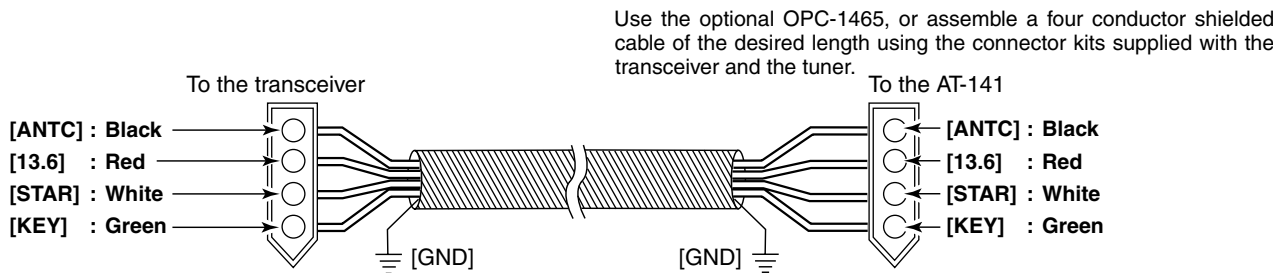 Use the optional OPC-1465, or assemble a four conductor shielded
cable of the desired length using the connector kits supplied with the
transceiver and the tuner.
To the transceiver
To the AT-141
[ANTC] : Black
[13.6] : Red
[STAR] : White
[KEY] : Green
[ANTC] : Black
[13.6] : Red
[STAR] : White
[KEY] : Green
[GND]
[GND]